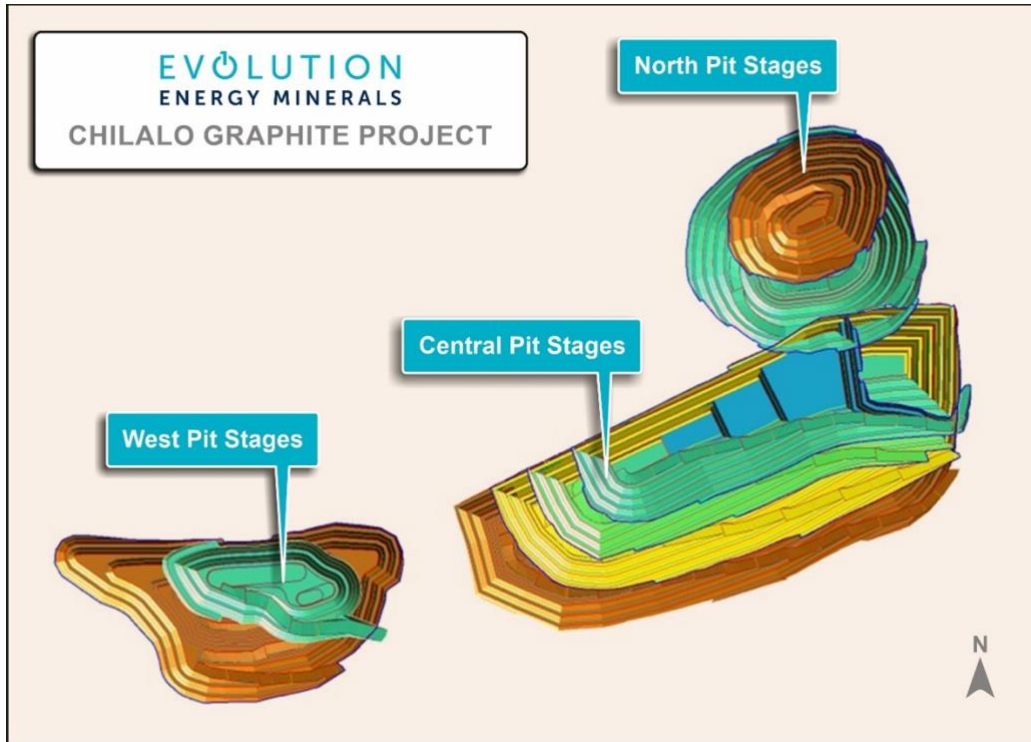 EVOLUTION
ENERGY MINERALS
CHILALO GRAPHITE PROJECT
North Pit Stages
Central Pit Stages
West Pit Stages
N